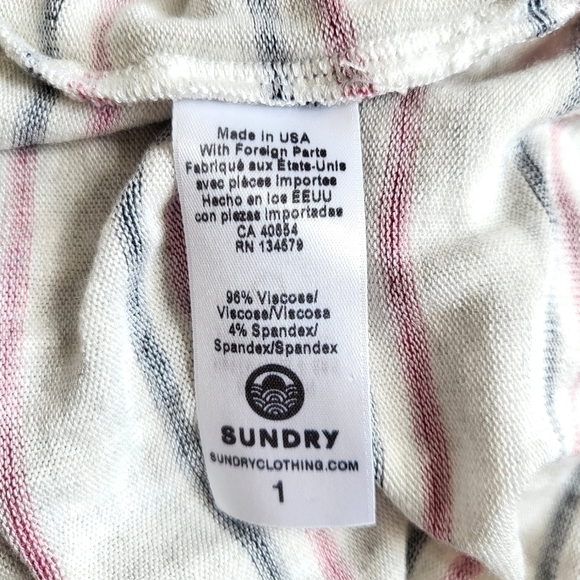 Made in USA
With Foreign Parts
Fabriqué aux États-Unis
avec pièces importes
Hecho en los EEUU
con piezas importadas
CA 40654
RN 134579
96% Viscose/
Viscose/Viscosa
4% Spandex/
Spandex/Spandex
SUNDRY
SUNDRYCLOTHING.COM
1